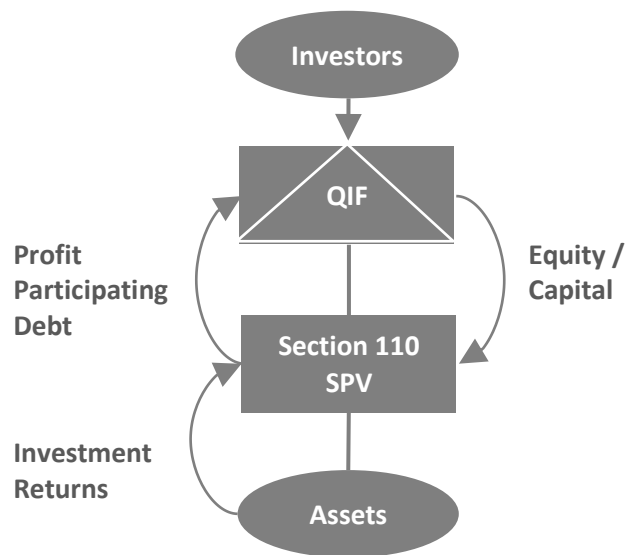 Investors
QIF
Profit
Participating
Debt
Equity /
Capital
Section 110
SPV
Investment
Returns
Assets